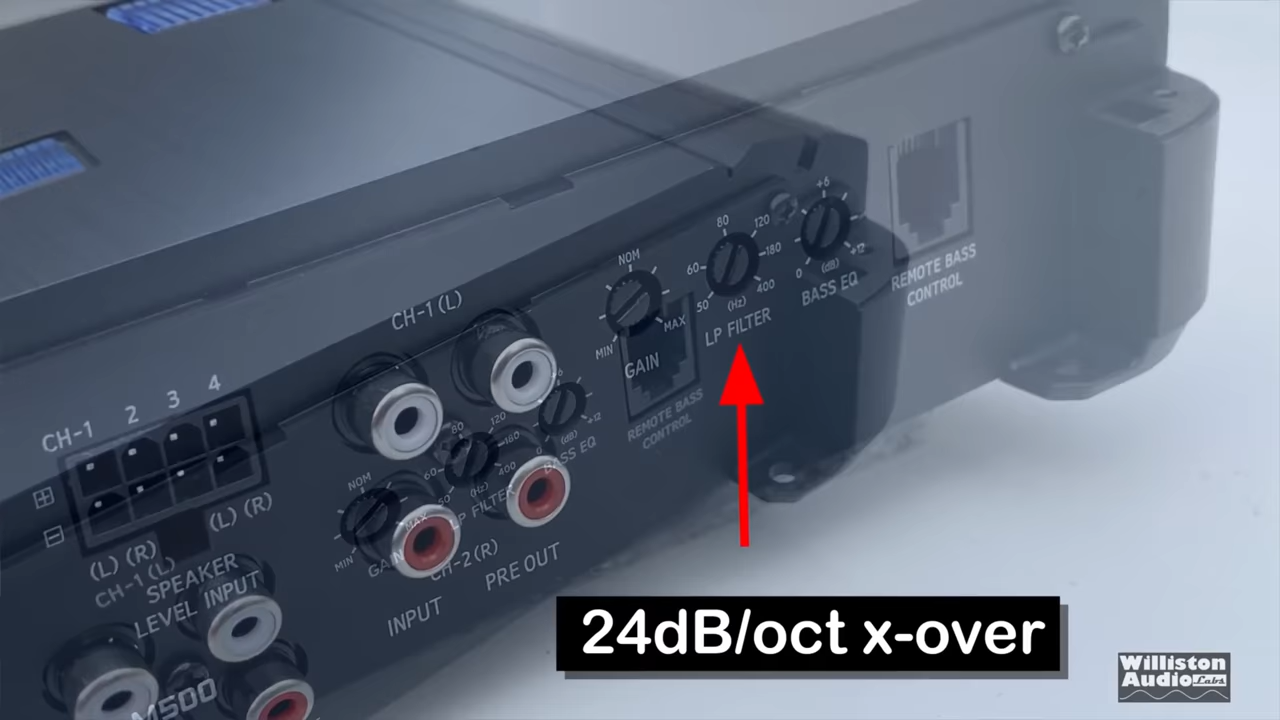 CH-1 (L)
CH-1 2 3 4
(L) (R)
(L) (R)
SPEAKER
LEVEL INPUT
INPUT
CH-2 (R)
PRE OUT
NOM
MIN MAX
GAIN
80
60 120
50 180
400
(Hz)
LP FILTER
+6
0 +12
(dB)
BASS EQ
REMOTE BASS
CONTROL
NOM
MIN MAX
GAIN
80
60 120
50 180
400
(Hz)
LP FILTER
0 +12
(dB)
BASS EQ
REMOTE BASS
CONTROL
CH-1 (L)
M500
24dB/oct x-over
Williston
Audio Labs